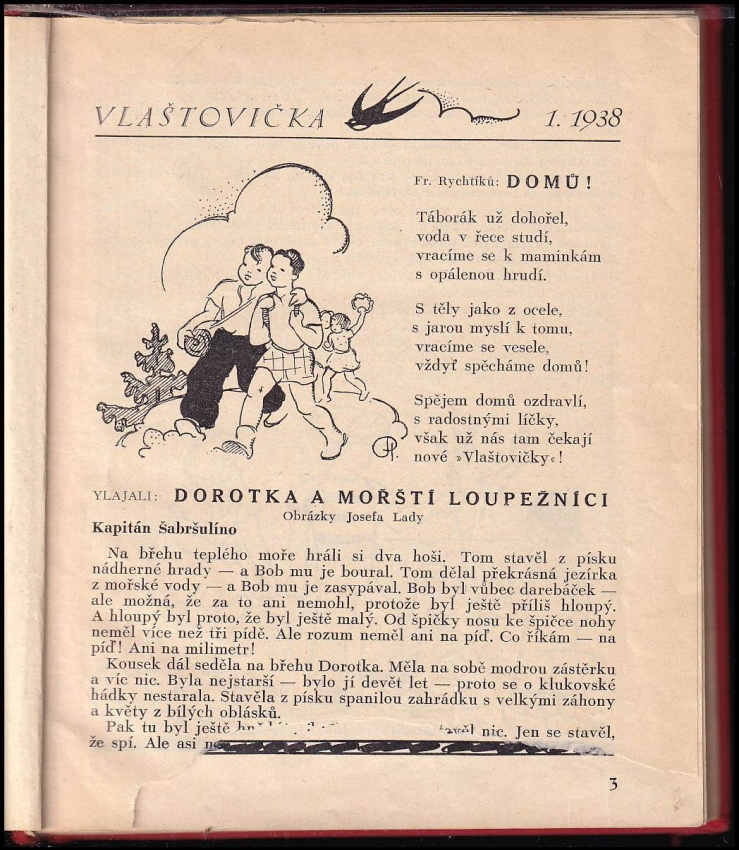 VLAŠTOVIČKA
1. 1938
Fr. Rychtíků: DOMŮ!
Táborák už dohořel,
voda v řece studí,
vracíme se k maminkám
s opálenou hrudí.
S těly jako z ocele,
s jarou myslí k tomu,
vracíme se vesele,
vždyť spěcháme domů!
Spějem domů ozdravlí,
s radostnými líčky,
však už nás tam čekají
nové »Vlaštovičky«!
YLAJALI: DOROTKA A MOŘŠTÍ LOUPEŽNÍCI
Obrázky Josefa Lady
Kapitán Šabršulíno
Na břehu teplého moře hráli si dva hoši. Tom stavěl z písku
nádherné hrady — a Bob mu je boural. Tom dělal překrásná jezírka
z mořské vody — a Bob mu je zasypával. Bob byl vůbec darebáček —
ale možná, že za to ani nemohl, protože byl ještě příliš hloupý.
A hloupý byl proto, že byl ještě malý. Od špičky nosu ke špičce nohy
neměl více než tři pídě. Ale rozum neměl ani na píď. Co říkám — na
píď! Ani na milimetr!
Kousek dál seděla na břehu Dorotka. Měla na sobě modrou zástěrku
a víc nic. Byla nejstarší — bylo jí devět let — proto se o klukovské
hádky nestarala. Stavěla z písku spanilou zahrádku s velkými záhony
a květy z bílých oblásků.
Pak tu byl ještě nic. Jen se stavěl,
že spí. Ale asi
3